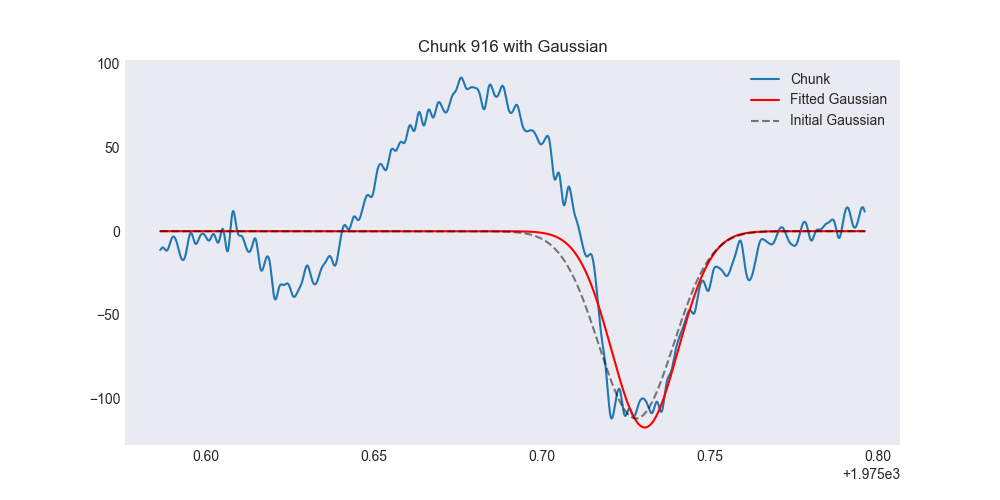 Chunk 916 with Gaussian
100
50
0
−50
−100
Chunk
Fitted Gaussian
Initial Gaussian
0.60
0.65
0.70
0.75
0.80
+1.975e3